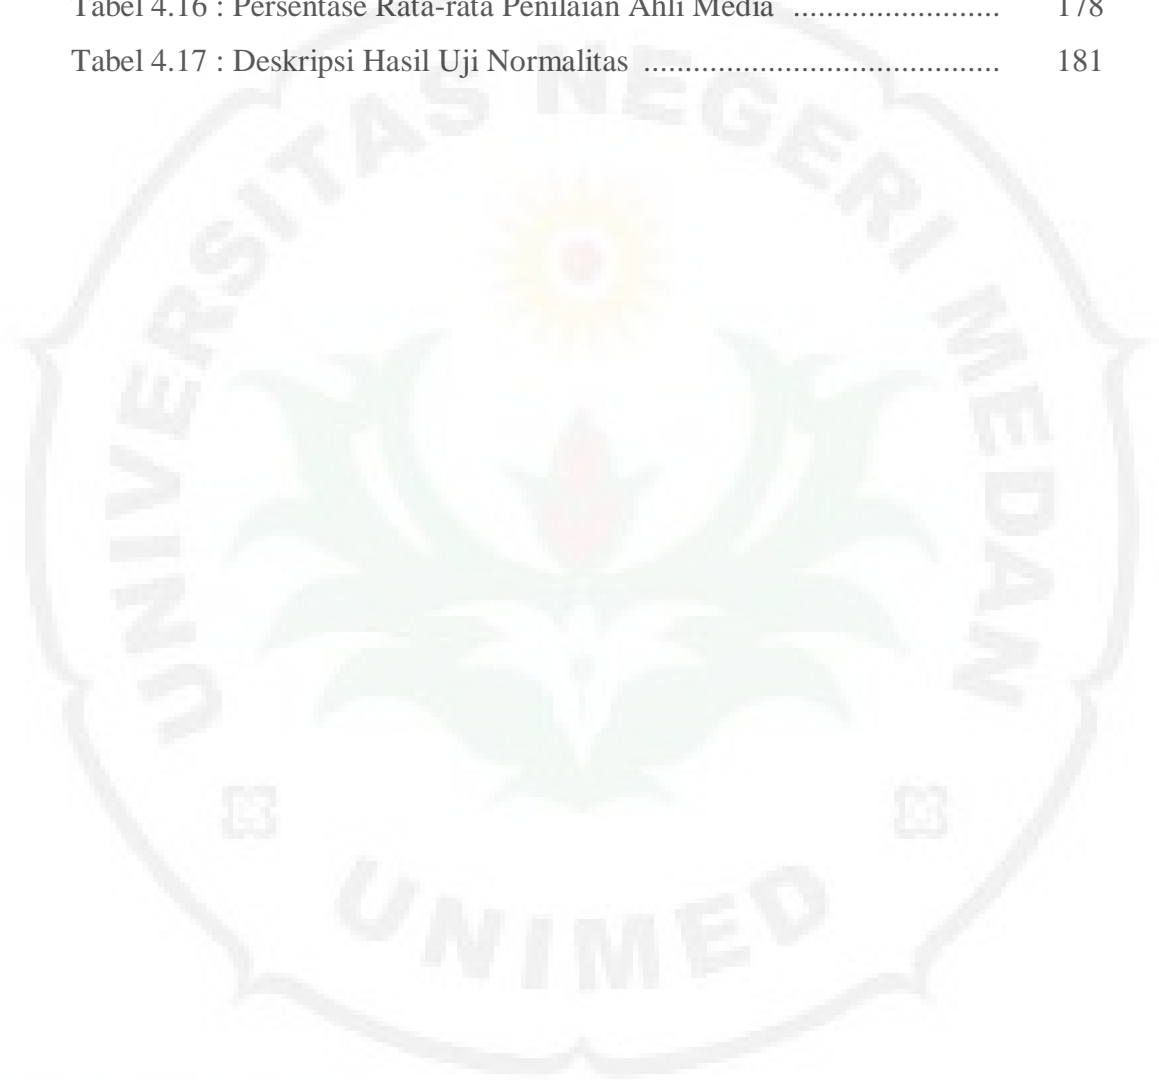 Tabel 4.16 : Persentase Rata-rata Penilaian Ahli Media ......................... 178
Tabel 4.17 : Deskripsi Hasil Uji Normalitas ........................................... 181
UNIVERSITAS NEGERI MEDAN
UNIMED